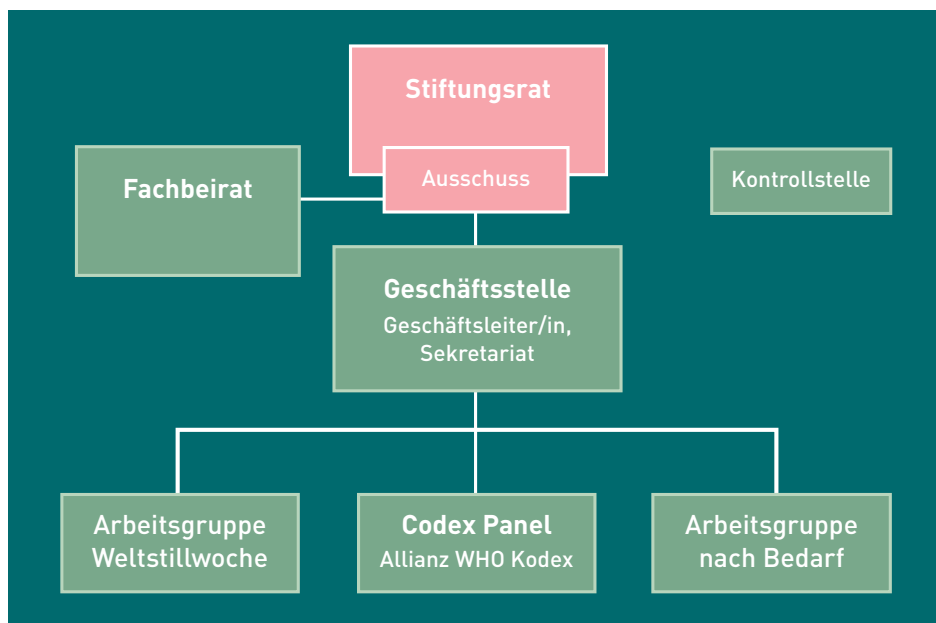 Stiftungsrat
Ausschuss
Fachbeirat
Kontrollstelle
Geschäftsstelle
Geschäftsleiter/in,
Sekretariat
Arbeitsgruppe
Weltstillwoche
Codex Panel
Allianz WHO Kodex
Arbeitsgruppe
nach Bedarf